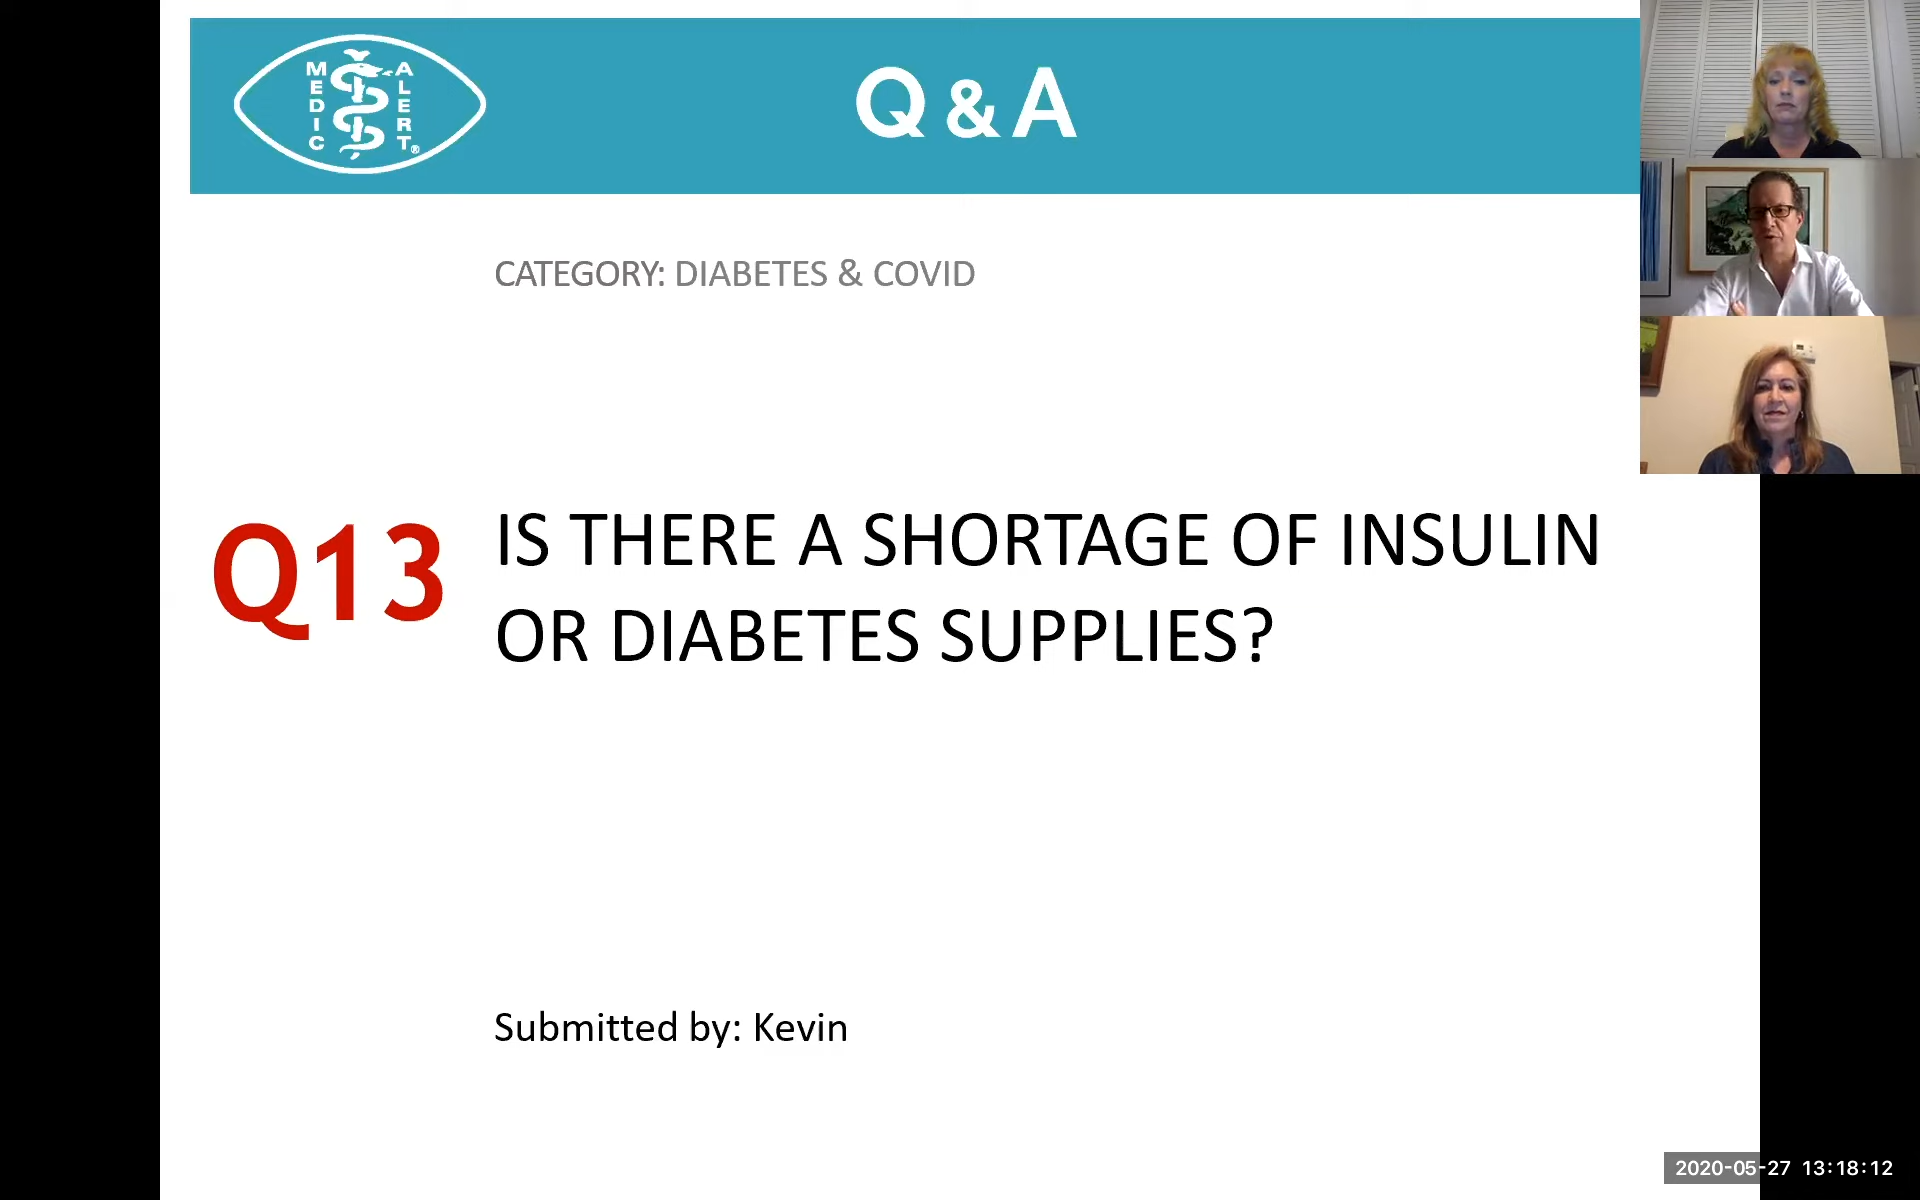 MEDIC ALERT®
Q & A
CATEGORY: DIABETES & COVID
Q13
IS THERE A SHORTAGE OF INSULIN
OR DIABETES SUPPLIES?
Submitted by: Kevin
2020-05-27 13:18:12